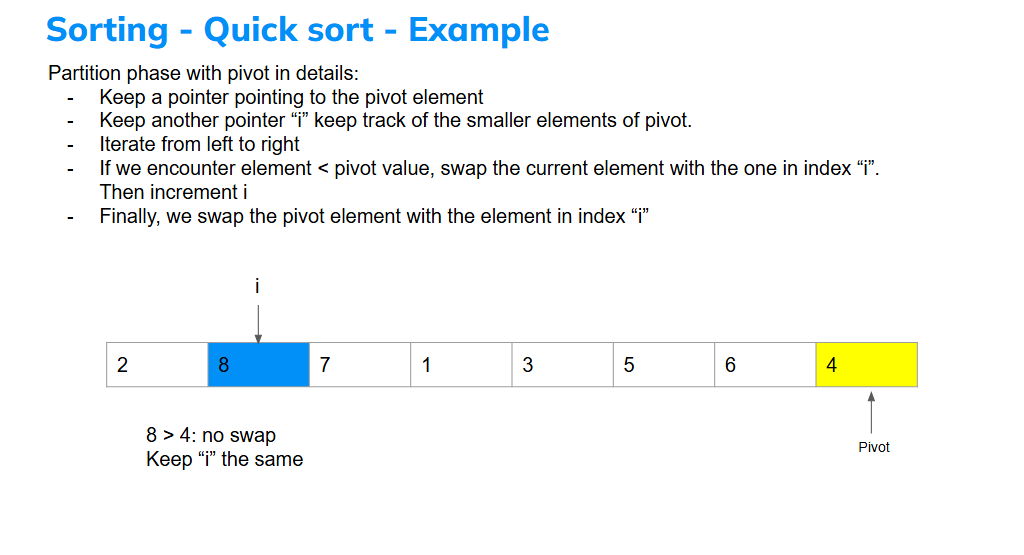 Sorting - Quick sort - Example
Partition phase with pivot in details:
- Keep a pointer pointing to the pivot element
- Keep another pointer “i” keep track of the smaller elements of pivot.
- Iterate from left to right
- If we encounter element < pivot value, swap the current element with the one in index “i”.
Then increment i
- Finally, we swap the pivot element with the element in index “i”
i
2 8 7 1 3 5 6 4
8 > 4: no swap
Keep “i” the same
Pivot